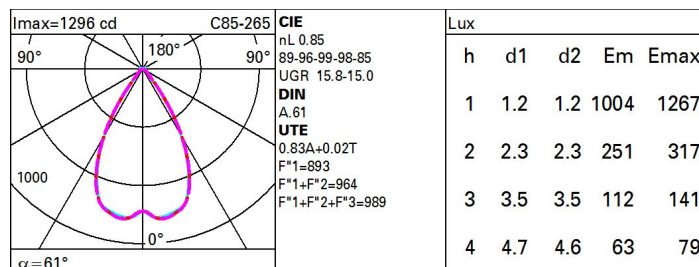 Imax=1296 cd C85-265
90° 180° 90°
1000
0°
α=61°
CIE
nL 0.85
89-96-99-98-85
UGR 15.8-15.0
DIN
A.61
UTE
0.83A+0.02T
F"1=893
F"1+F"2=964
F"1+F"2+F"3=989
Lux
h d1 d2 Em Emax
1 1.2 1.2 1004 1267
2 2.3 2.3 251 317
3 3.5 3.5 112 141
4 4.7 4.6 63 79